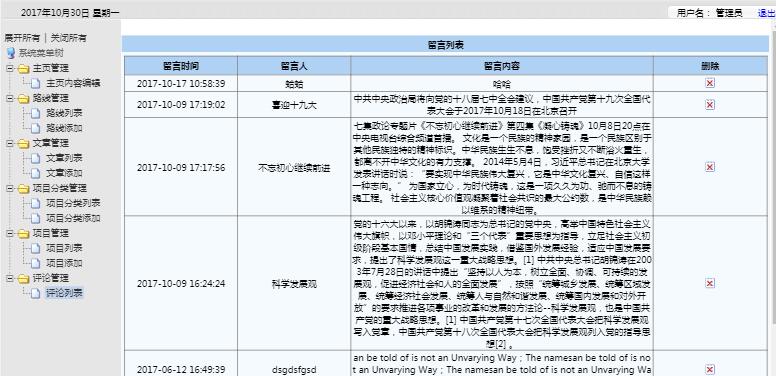 2017年10月30日 星期一
用户名： 管理员 退出
展开所有 | 关闭所有
系统菜单树
主页管理
主页内容编辑
路线管理
路线列表
路线添加
文章管理
文章列表
文章添加
项目分类管理
项目分类列表
项目分类添加
项目管理
项目列表
项目添加
评论管理
评论列表
留言列表
留言时间 留言人 留言内容 删除
2017-10-17 10:58:39 蛤蛤 哈哈
2017-10-09 17:19:02 喜迎十九大
中共中央政治局将向党的十八届七中全会建议，中国共产党第十九次全国代
表大会于2017年10月18日在北京召开
2017-10-09 17:17:56 不忘初心继续前进
七集政论专题片《不忘初心继续前进》第四集《凝心铸魂》10月8日20点在
中央电视台综合频道首播。 文化是一个民族的精神家园，是一个民族区别于
其他民族独特的精神标识。中华民族生生不息，饱受挫折又不断浴火重生，
都离不开中华文化的有力支撑。 2014年5月4日，习近平总书记在北京大学
发表讲话时说：“要实现中华民族伟大复兴，它是中华文化复兴、自信这样
一种志向。” 为国家立心，为时代铸魂，这是一项久久为功、驰而不息的铸
魂工程。 社会主义核心价值观凝聚着全社会共识的最大公约数，是中华民族赖
以维系的精神纽带。
2017-10-09 16:24:24 科学发展观
党的十六大以来，以胡锦涛同志为总书记的党中央，高举中国特色社会主义
伟大旗帜，以邓小平理论和“三个代表”重要思想为指导，立足社会主义初
级阶段基本国情，总结中国发展实践，借鉴国外发展经验，适应中国发展要
求，提出了科学发展观这一重大战略思想。[1] 中共中央总书记胡锦涛在200
3年7月28日的讲话中提出“坚持以人为本，树立全面、协调、可持续的发
展观，促进经济社会和人的全面发展”，按照“统筹城乡发展、统筹区域发
展、统筹经济社会发展、统筹人与自然和谐发展、统筹国内发展和对外开
放”的要求推进各项事业的改革和发展的方法论--科学发展观，也是中国共
产党的重大战略思想。[1] 中国共产党第十七次全国代表大会把科学发展观
写入党章，中国共产党第十八次全国代表大会把科学发展观列入党的指导思
想[2] 。
2017-06-12 16:49:39 dsgdsfgsd
an be told of is not an Unvarying Way；The namesan be told of is no
t an Unvarying Way；The namesan be told of is not an Unvarying Wa